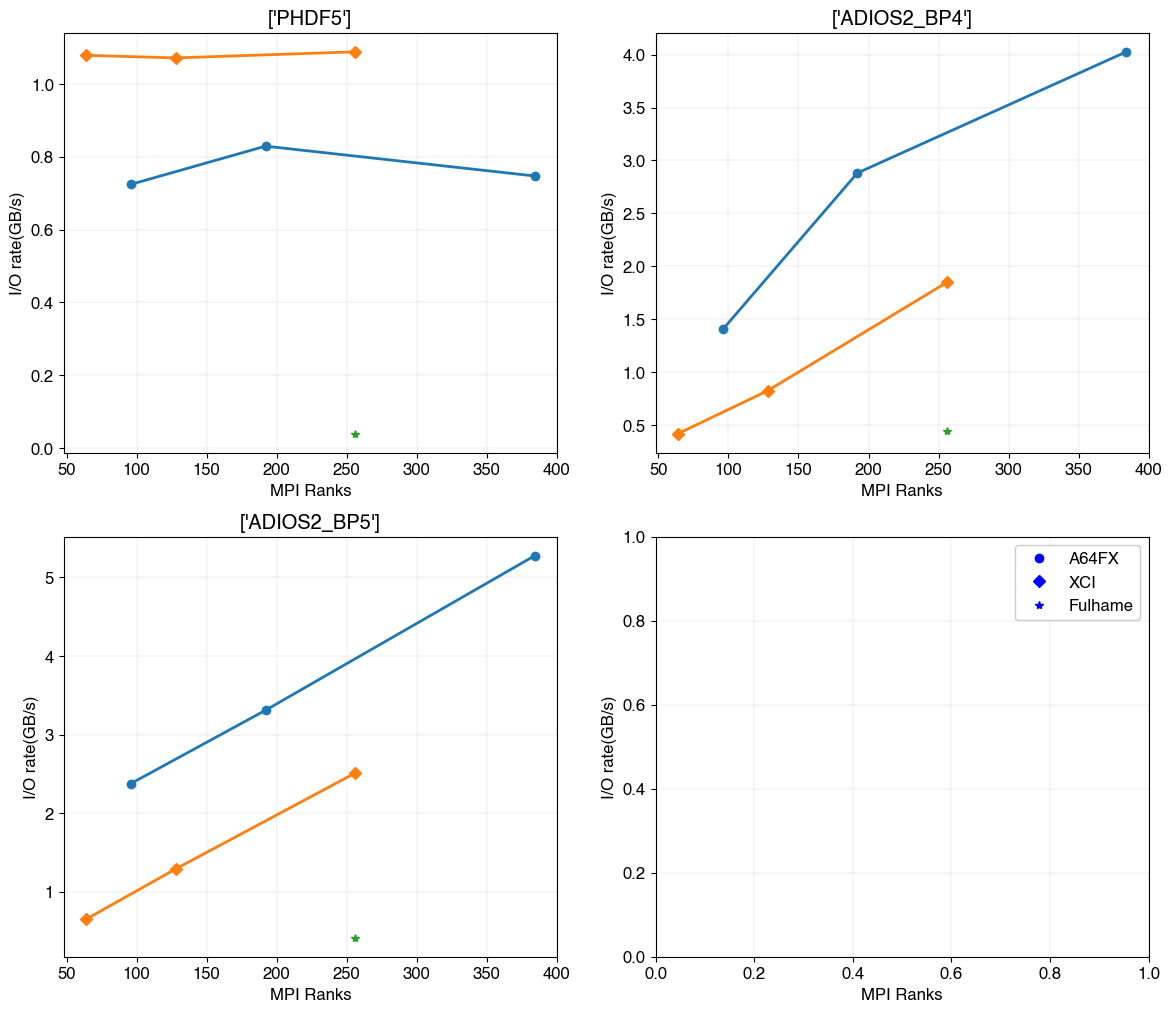 ['PHDF5']
I/O rate(GB/s)
1.0
0.8
0.6
0.4
0.2
0.0
50 100 150 200 250 300 350 400
MPI Ranks
['ADIOS2_BP4']
I/O rate(GB/s)
4.0
3.5
3.0
2.5
2.0
1.5
1.0
0.5
50 100 150 200 250 300 350 400
MPI Ranks
['ADIOS2_BP5']
I/O rate(GB/s)
5
4
3
2
1
50 100 150 200 250 300 350 400
MPI Ranks
I/O rate(GB/s)
1.0
0.8
0.6
0.4
0.2
0.0
A64FX
XCI
Fulhame
0.0 0.2 0.4 0.6 0.8 1.0
MPI Ranks